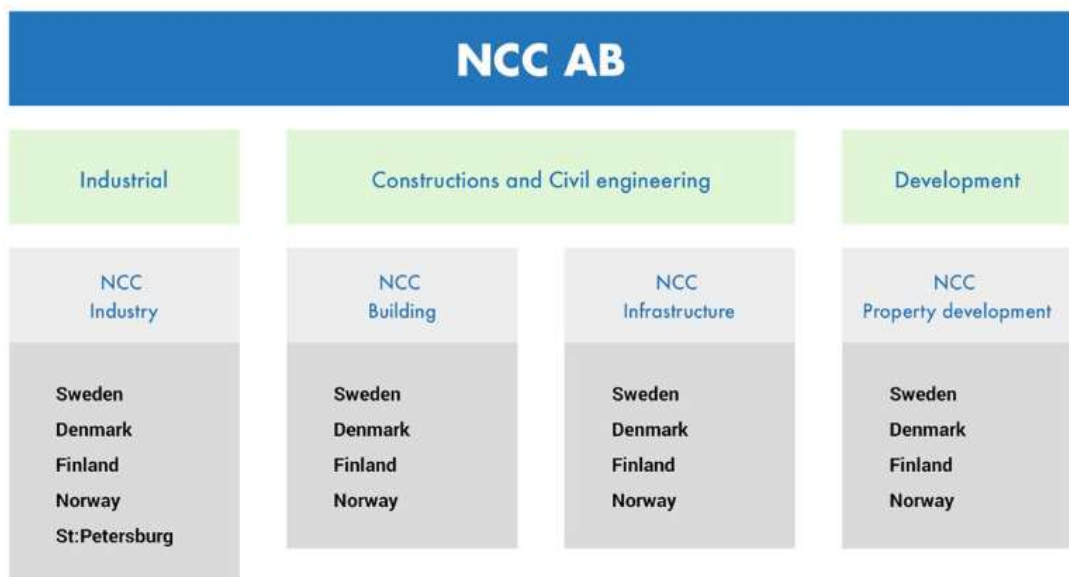 NCC AB
Industrial
Constructions and Civil engineering
Development
NCC
Industry
NCC
Building
NCC
Infrastructure
NCC
Property development
Sweden
Denmark
Finland
Norway
St:Petersburg
Sweden
Denmark
Finland
Norway
Sweden
Denmark
Finland
Norway
Sweden
Denmark
Finland
Norway